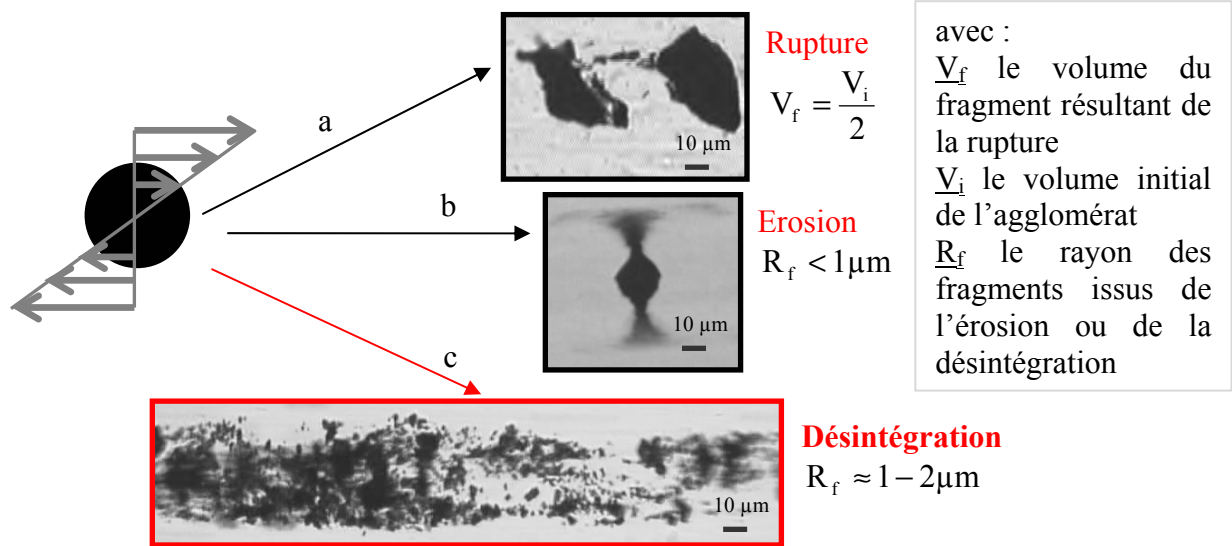 a
10 µm
Rupture
V_f = V_i / 2
b
10 µm
Erosion
R_f < 1µm
c
10 µm
Désintégration
R_f ≈ 1 − 2µm
avec :
V_f le volume du
fragment résultant de
la rupture
V_i le volume initial
de l’agglomérat
R_f le rayon des
fragments issus de
l’érosion ou de la
désintégration